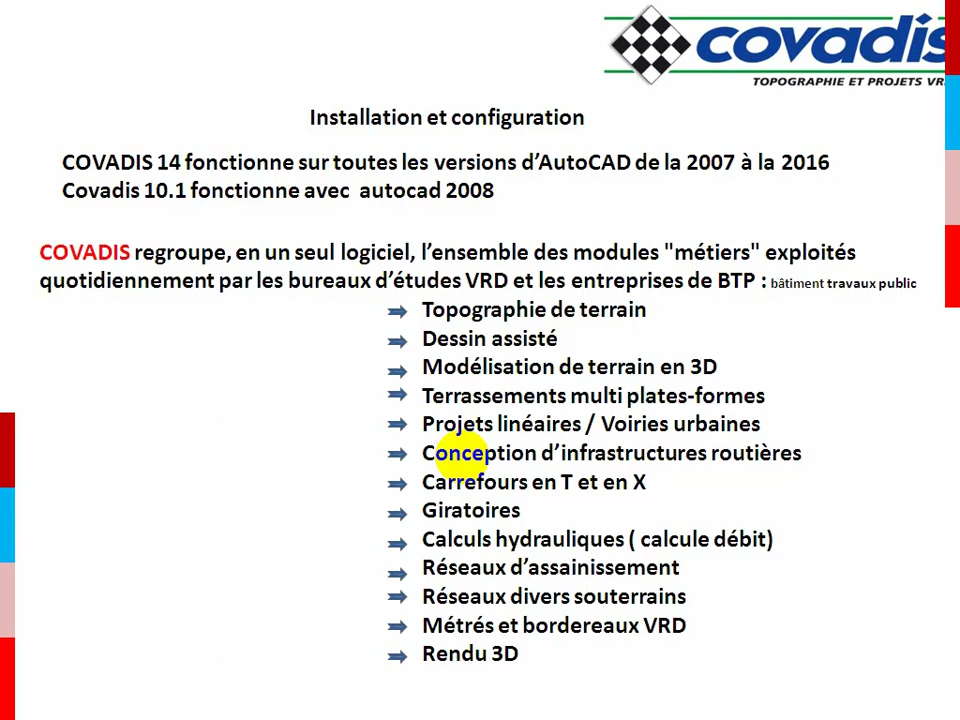 covadis
TOPOGRAPHIE ET PROJETS VR
Installation et configuration
COVADIS 14 fonctionne sur toutes les versions d’AutoCAD de la 2007 à la 2016
Covadis 10.1 fonctionne avec autocad 2008
COVADIS regroupe, en un seul logiciel, l’ensemble des modules "métiers" exploités
quotidiennement par les bureaux d’études VRD et les entreprises de BTP : bâtiment travaux public
Topographie de terrain
Dessin assisté
Modélisation de terrain en 3D
Terrassements multi plates-formes
Projets linéaires / Voiries urbaines
Conception d’infrastructures routières
Carrefours en T et en X
Giratoires
Calculs hydrauliques ( calcule débit)
Réseaux d’assainissement
Réseaux divers souterrains
Métrés et bordereaux VRD
Rendu 3D